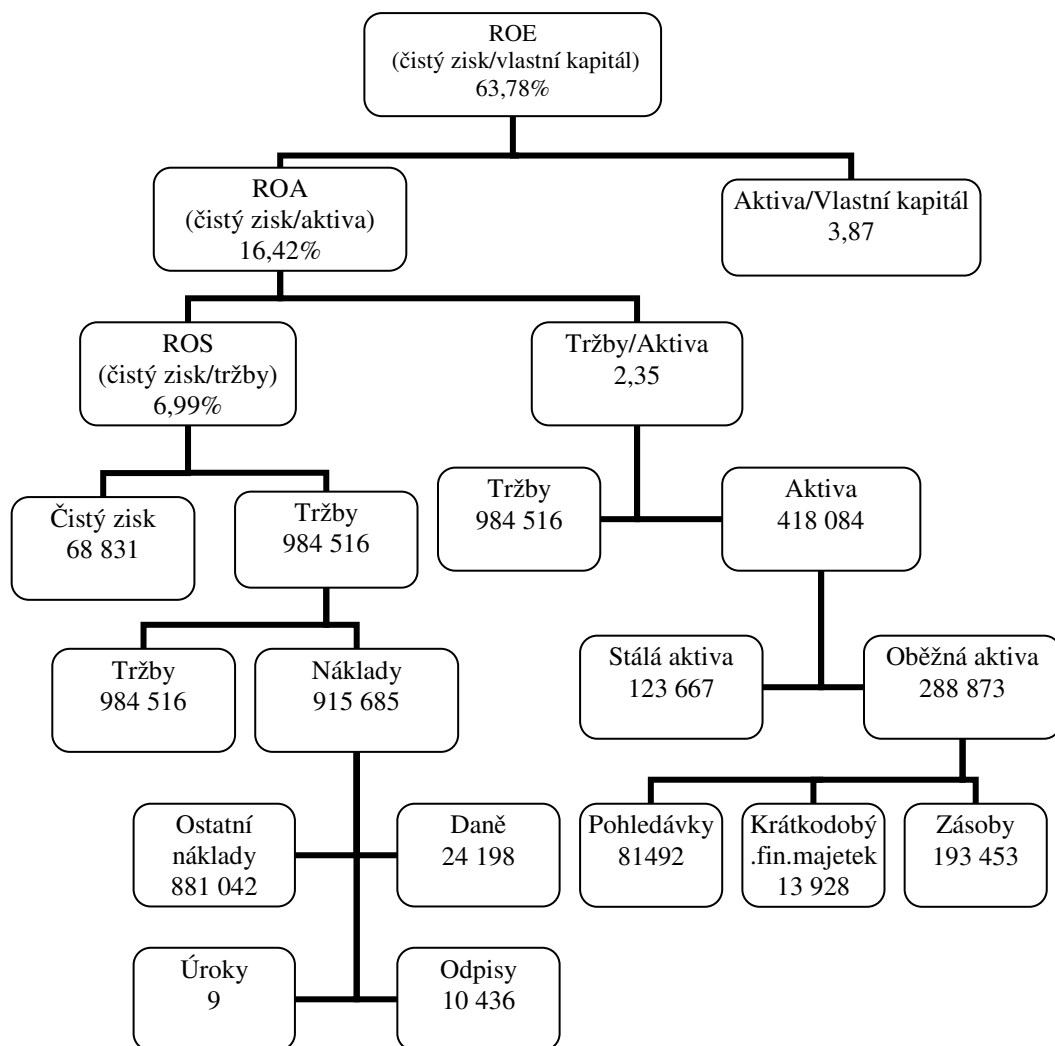 ROE
(čistý zisk/vlastní kapitál)
63,78%
ROA
(čistý zisk/aktiva)
16,42%
Aktiva/Vlastní kapitál
3,87
ROS
(čistý zisk/tržby)
6,99%
Tržby/Aktiva
2,35
Čistý zisk
68 831
Tržby
984 516
Tržby
984 516
Aktiva
418 084
Tržby
984 516
Náklady
915 685
Stálá aktiva
123 667
Oběžná aktiva
288 873
Ostatní
náklady
881 042
Daně
24 198
Pohledávky
81492
Krátkodobý
.fin.majetek
13 928
Zásoby
193 453
Úroky
9
Odpisy
10 436